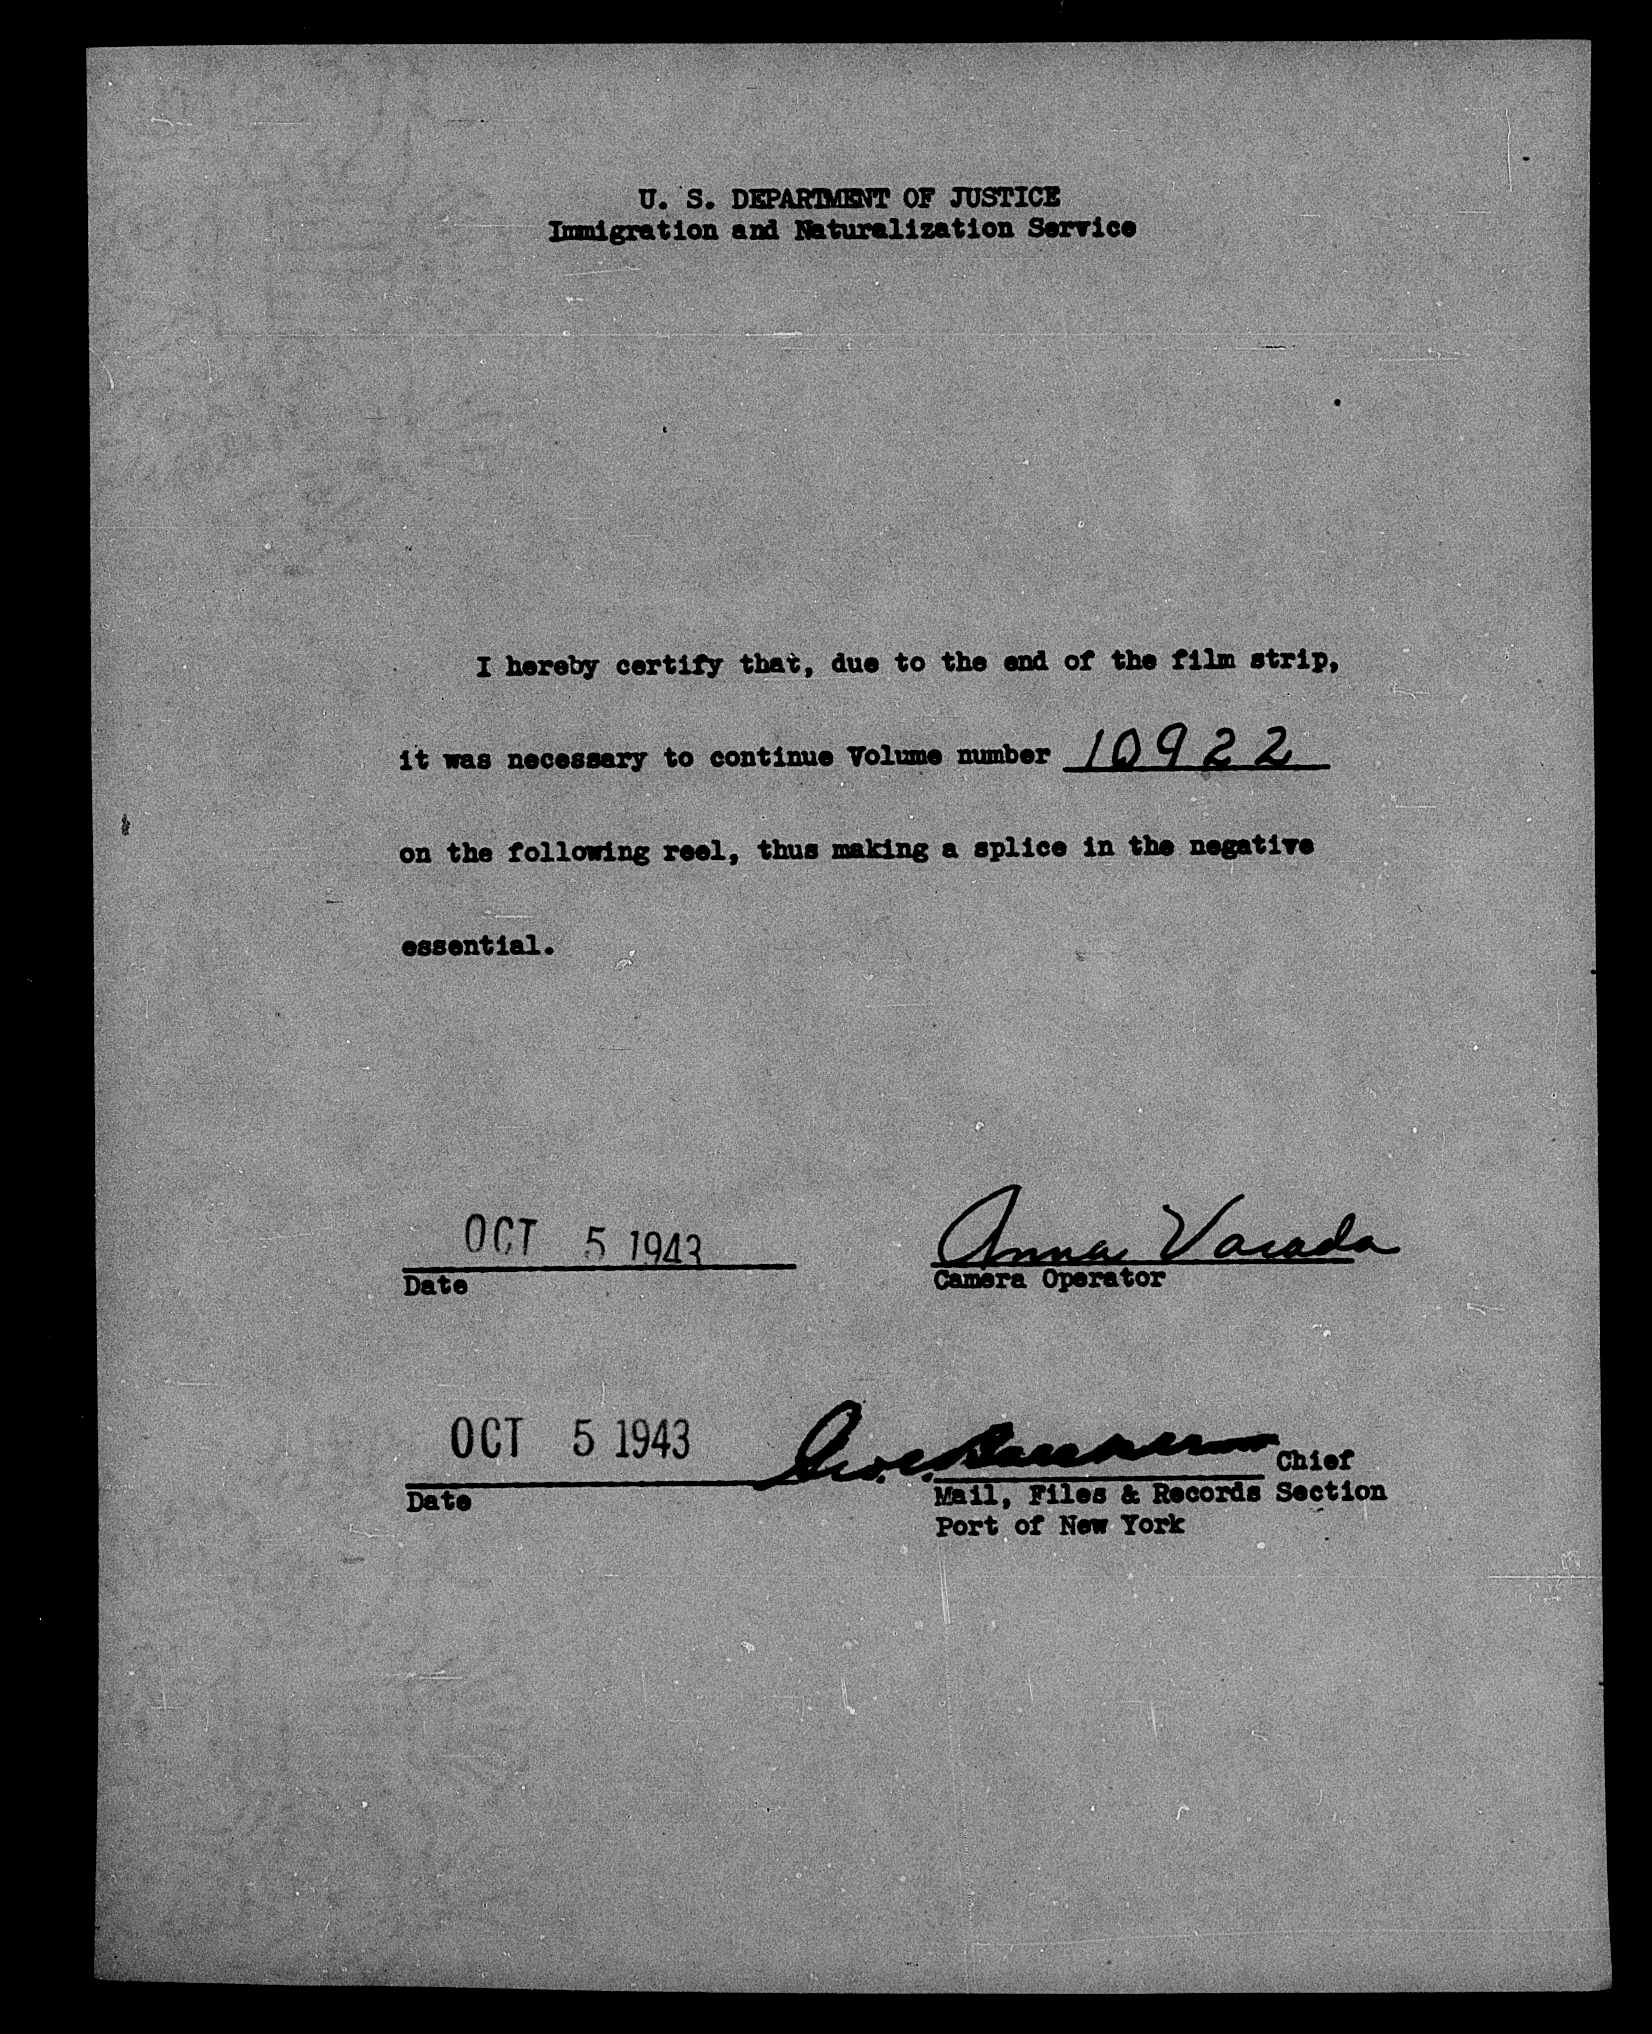 U. S. DEPARTMENT OF JUSTICE
Immigration and Naturalization Service
I hereby certify that, due to the end of the film strip,
it was necessary to continue Volume number 10922
on the following reel, thus making a splice in the negative
essential.
OCT 5 1943 Anna
Date Camera Operator
OCT 5 1943 Chief
Date Mail, Files & Records Section
Port of New York